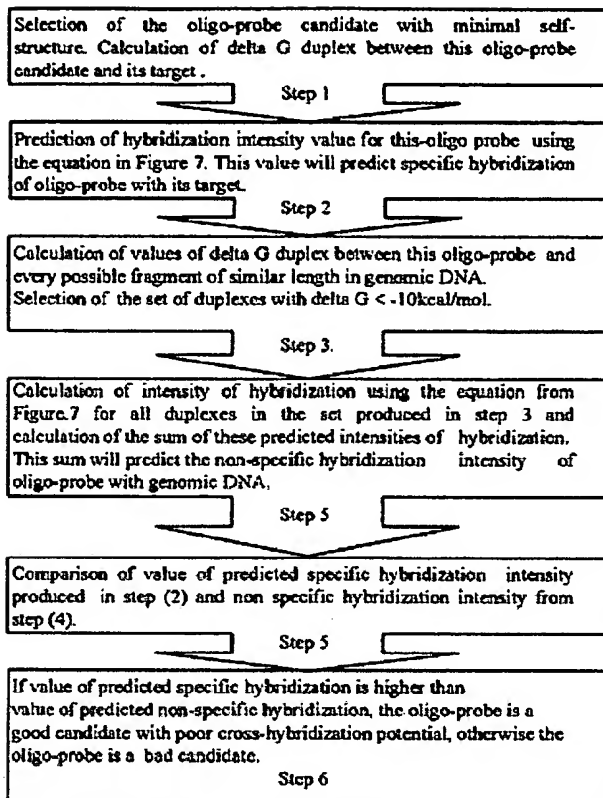 Selection of the oligo-probe candidate with minimal self-
structure. Calculation of delta G duplex between this oligo-probe
candidate and its target .
Step 1
Prediction of hybridization intensity value for this-oligo probe using
the equation in Figure 7. This value will predict specific hybridization
of oligo-probe with its target.
Step 2
Calculation of values of delta G duplex between this oligo-probe and
every possible fragment of similar length in genomic DNA.
Selection of the set of duplexes with delta G < -10kcal/mol.
Step 3.
Calculation of intensity of hybridization using the equation from
Figure.7 for all duplexes in the set produced in step 3 and
calculation of the sum of these predicted intensities of hybridization.
This sum will predict the non-specific hybridization intensity of
oligo-probe with genomic DNA.
Step 5
Comparison of value of predicted specific hybridization intensity
produced in step (2) and non specific hybridization intensity from
step (4).
Step 5
If value of predicted specific hybridization is higher than
value of predicted non-specific hybridization, the oligo-probe is a
good candidate with poor cross-hybridization potential, otherwise the
oligo-probe is a bad candidate.
Step 6